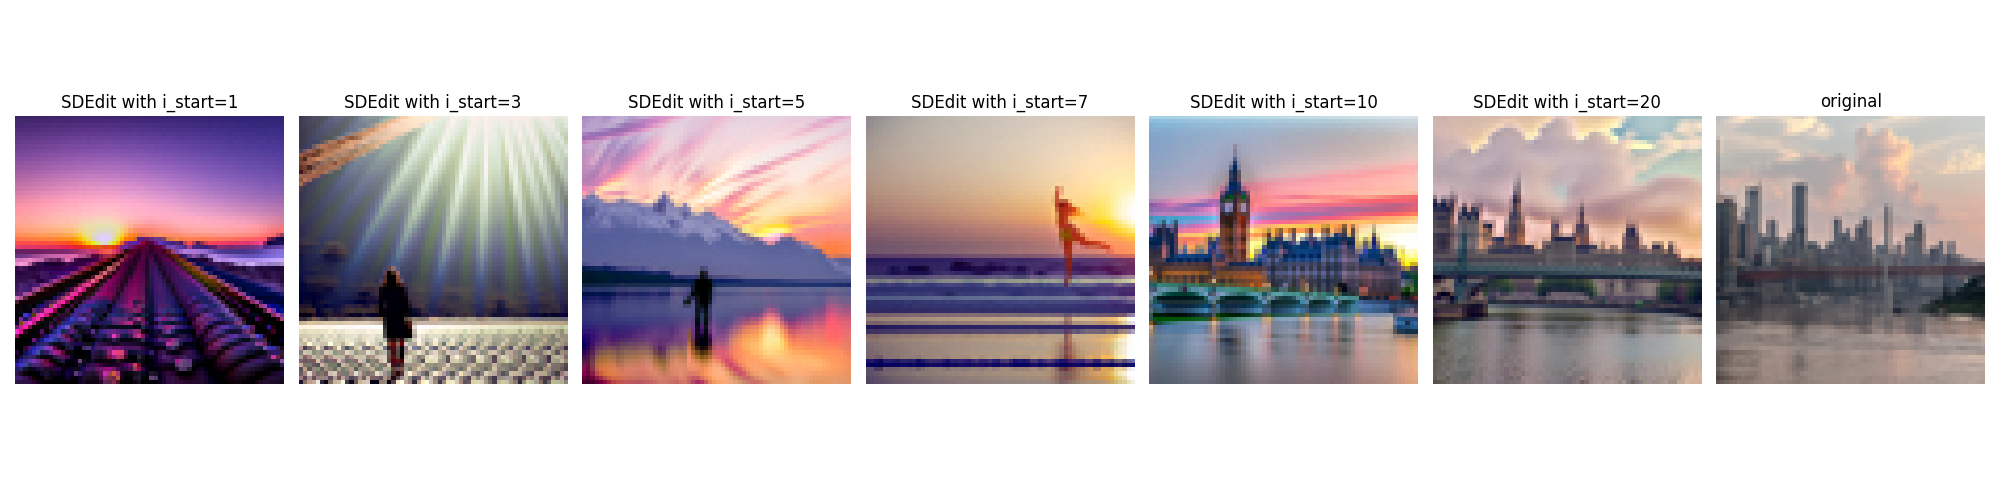 SDEdit with i_start=1
SDEdit with i_start=3
SDEdit with i_start=5
SDEdit with i_start=7
SDEdit with i_start=10
SDEdit with i_start=20
original